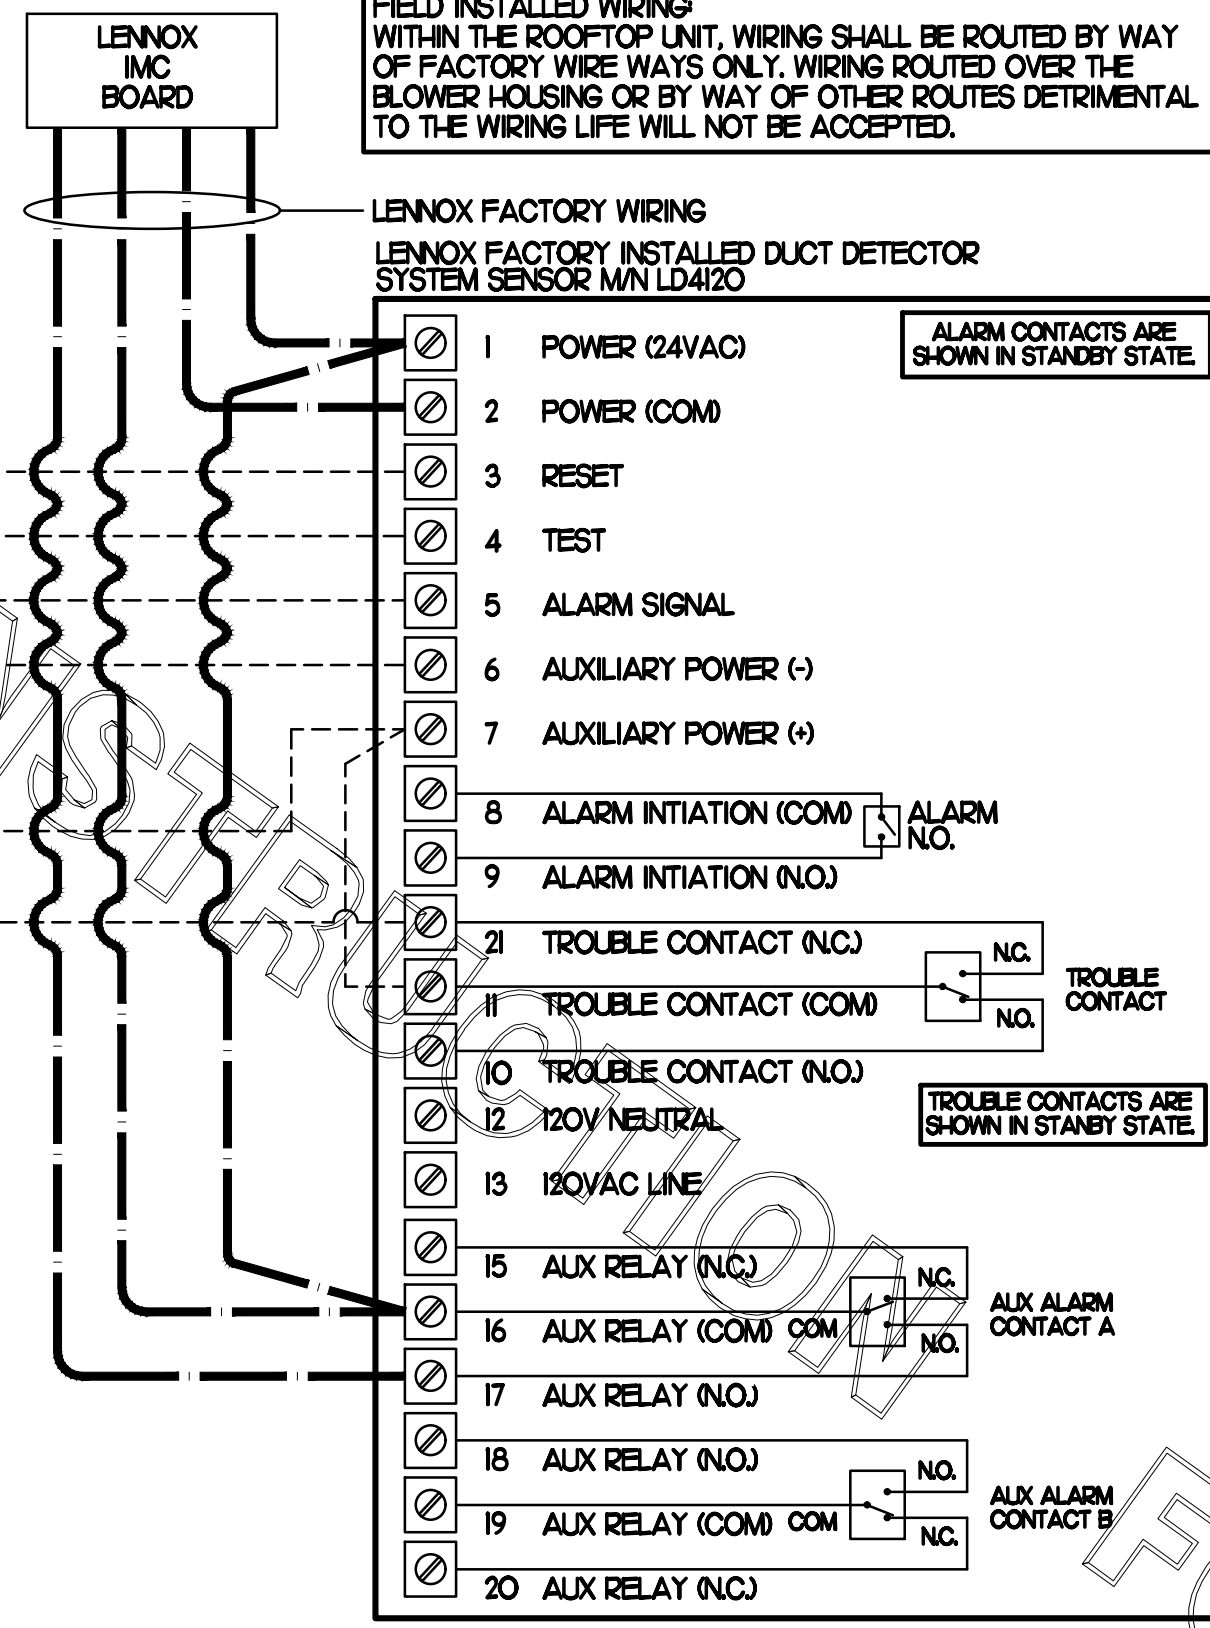 FIELD INSTALLED WIRING:
WITHIN THE ROOFTOP UNIT, WIRING SHALL BE ROUTED BY WAY
OF FACTORY WIRE WAYS ONLY. WIRING ROUTED OVER THE
BLOWER HOUSING OR BY WAY OF OTHER ROUTES DETRIMENTAL
TO THE WIRING LIFE WILL NOT BE ACCEPTED.
LENNOX
IMC
BOARD
LENNOX FACTORY WIRING
LENNOX FACTORY INSTALLED DUCT DETECTOR
SYSTEM SENSOR M/N LD4120
ALARM CONTACTS ARE
SHOWN IN STANDBY STATE.
1 POWER (24VAC)
2 POWER (COM)
3 RESET
4 TEST
5 ALARM SIGNAL
6 AUXILIARY POWER (-)
7 AUXILIARY POWER (+)
8 ALARM INTIATION (COM)
ALARM
N.O.
9 ALARM INTIATION (N.O.)
21 TROUBLE CONTACT (N.C.)
N.C.
TROUBLE
CONTACT
11 TROUBLE CONTACT (COM)
N.O.
10 TROUBLE CONTACT (N.O.)
TROUBLE CONTACTS ARE
SHOWN IN STANBY STATE.
12 120V NEUTRAL
13 120VAC LINE
15 AUX RELAY (N.C.)
N.C.
AUX ALARM
CONTACT A
16 AUX RELAY (COM) COM
N.O.
17 AUX RELAY (N.O.)
18 AUX RELAY (N.O.)
N.O.
AUX ALARM
CONTACT B
19 AUX RELAY (COM) COM
N.C.
20 AUX RELAY (N.C.)
NSTRUCTION
FO